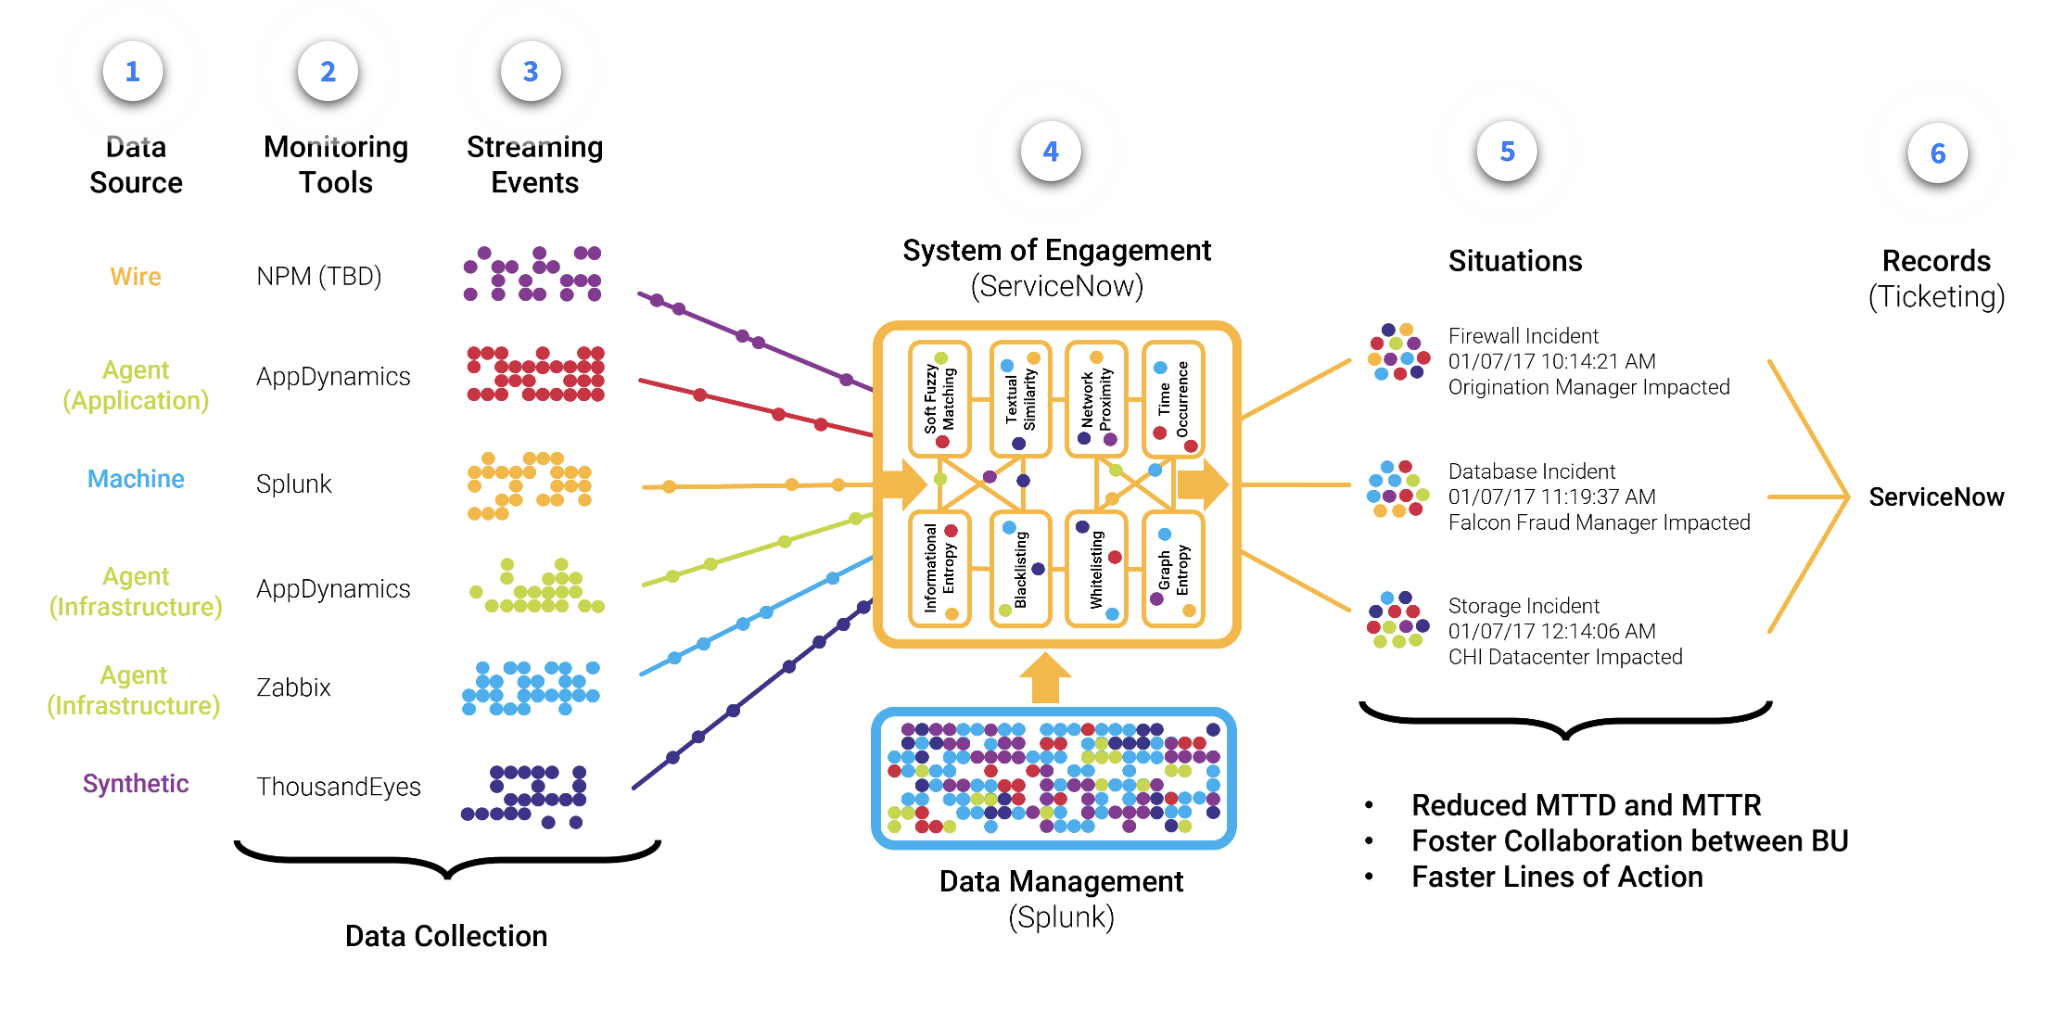 1
2
3
4
5
6
Data
Source
Monitoring
Tools
Streaming
Events
Wire
NPM (TBD)
Agent
(Application)
AppDynamics
Machine
Splunk
Agent
(Infrastructure)
AppDynamics
Agent
(Infrastructure)
Zabbix
Synthetic
ThousandEyes
Data Collection
System of Engagement
(ServiceNow)
Soft Fuzzy
Matching
Textual
Similarity
Network
Proximity
Time
Occurrence
Informational
Entropy
Blacklisting
Whitelisting
Graph
Entropy
Data Management
(Splunk)
Situations
Firewall Incident
01/07/17 10:14:21 AM
Origination Manager Impacted
Database Incident
01/07/17 11:19:37 AM
Falcon Fraud Manager Impacted
Storage Incident
01/07/17 12:14:06 AM
CHI Datacenter Impacted
• Reduced MTTD and MTTR
• Foster Collaboration between BU
• Faster Lines of Action
Records
(Ticketing)
ServiceNow